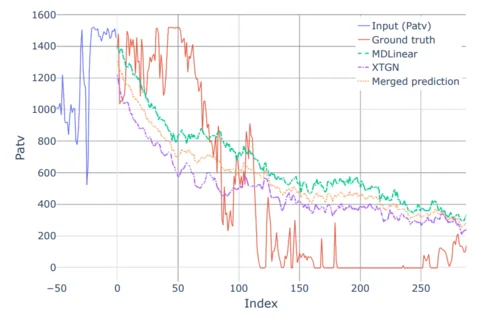 1600
1400
1200
1000
800
600
400
200
0
Patv
−50
0
50
100
150
200
250
Index
Input (Patv)
Ground truth
MDLinear
XTGN
Merged prediction